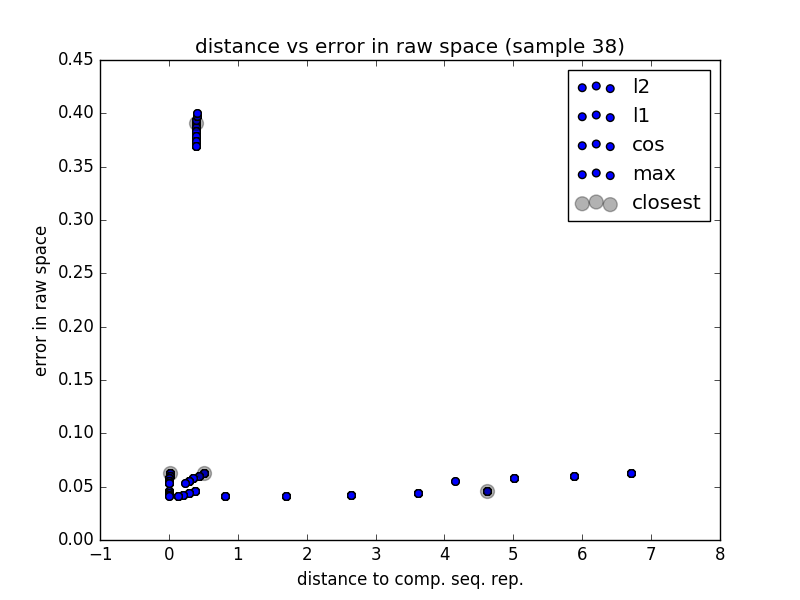 distance vs error in raw space (sample 38)
l2
l1
cos
max
closest
0.45
0.40
0.35
0.30
0.25
0.20
0.15
0.10
0.05
0.00
error in raw space
−1 0 1 2 3 4 5 6 7 8
distance to comp. seq. rep.